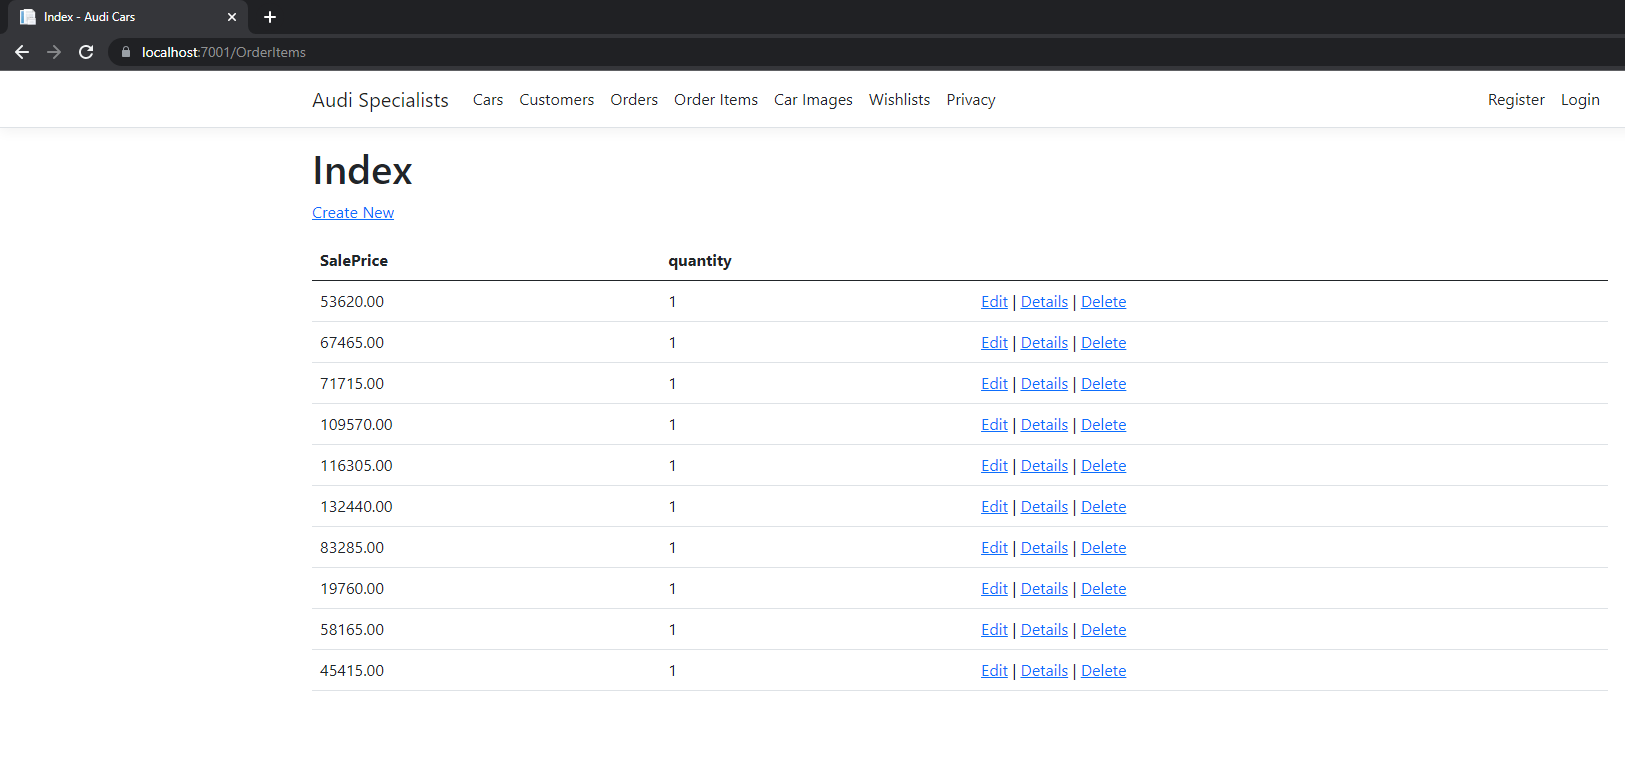 Index - Audi Cars
localhost:7001/OrderItems
Audi Specialists Cars Customers Orders Order Items Car Images Wishlists Privacy Register Login
Index
Create New
SalePrice quantity
53620.00 1 Edit | Details | Delete
67465.00 1 Edit | Details | Delete
71715.00 1 Edit | Details | Delete
109570.00 1 Edit | Details | Delete
116305.00 1 Edit | Details | Delete
132440.00 1 Edit | Details | Delete
83285.00 1 Edit | Details | Delete
19760.00 1 Edit | Details | Delete
58165.00 1 Edit | Details | Delete
45415.00 1 Edit | Details | Delete